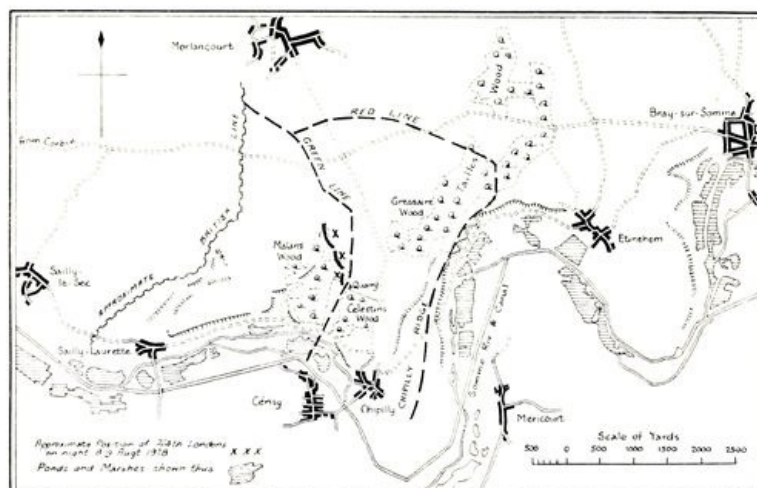 Morlancourt
from Corbie
RED LINE
GREEN LINE
Wood
Tailles
Bray-sur-Somme
Gressaire
Wood
APPROXIMATE BRITISH LINE
Malard
Wood
Quarry
Celestins
Wood
Etinehem
Sailly-
le-Sec
Sailly-Laurette
CHIPILLY RIDGE
Somme River & Canal
Cérisy
Chipilly
Méricourt
Approximate Position of 2/4th Londons
on night 8/9 Augt 1918 X X X
Ponds and Marshes shown thus
Scale of Yards
500 0 500 1000 1500 2000 2500